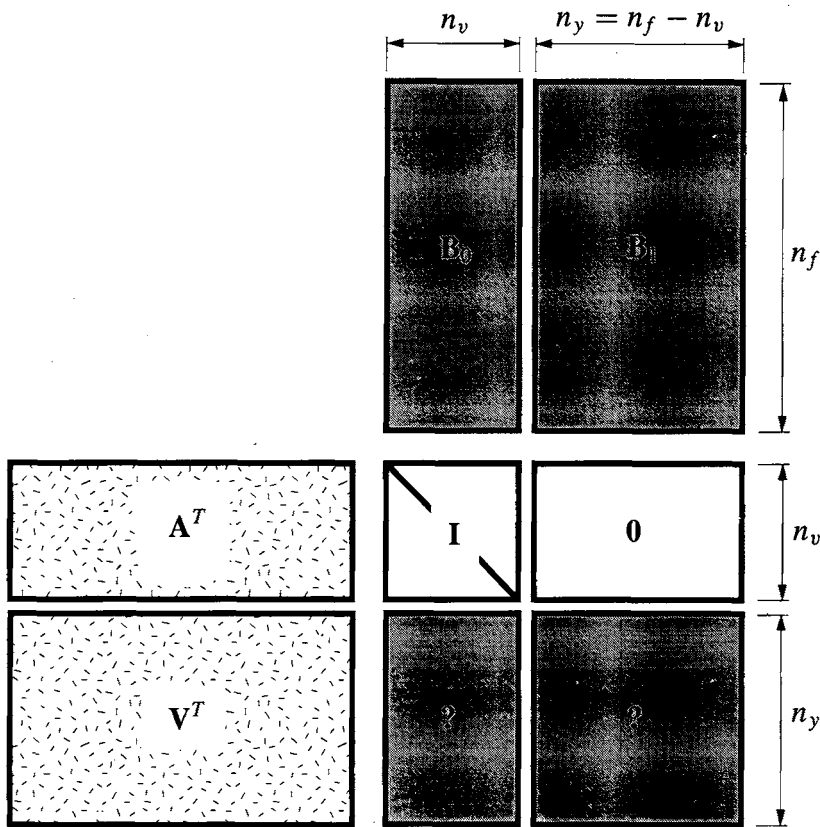 n_v n_y = n_f − n_v
B_0 B_1 n_f
A^T I 0 n_v
V^T ? ? n_y